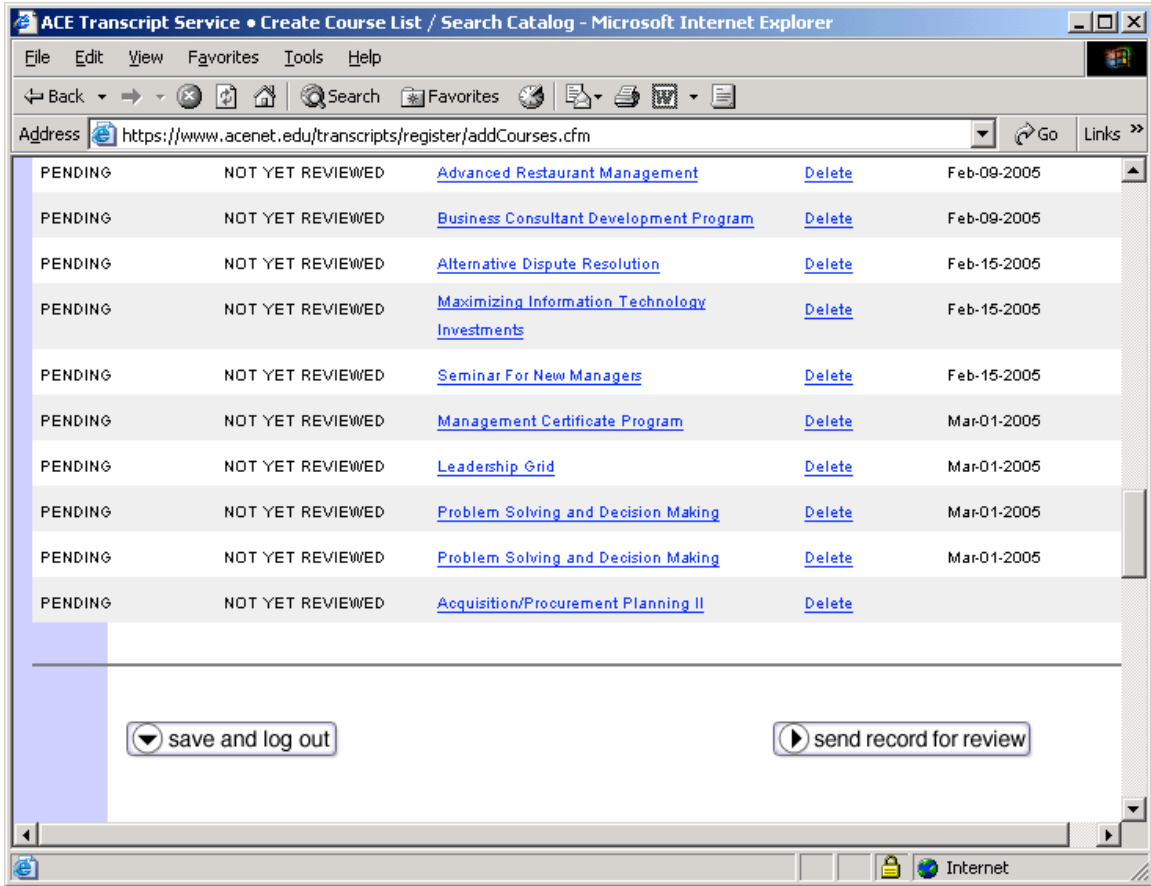 ACE Transcript Service • Create Course List / Search Catalog - Microsoft Internet Explorer
File Edit View Favorites Tools Help
Back Search Favorites
Address https://www.acenet.edu/transcripts/register/addCourses.cfm Go Links »
PENDING NOT YET REVIEWED Advanced Restaurant Management Delete Feb-09-2005
PENDING NOT YET REVIEWED Business Consultant Development Program Delete Feb-09-2005
PENDING NOT YET REVIEWED Alternative Dispute Resolution Delete Feb-15-2005
PENDING NOT YET REVIEWED Maximizing Information Technology Delete Feb-15-2005
Investments
PENDING NOT YET REVIEWED Seminar For New Managers Delete Feb-15-2005
PENDING NOT YET REVIEWED Management Certificate Program Delete Mar-01-2005
PENDING NOT YET REVIEWED Leadership Grid Delete Mar-01-2005
PENDING NOT YET REVIEWED Problem Solving and Decision Making Delete Mar-01-2005
PENDING NOT YET REVIEWED Problem Solving and Decision Making Delete Mar-01-2005
PENDING NOT YET REVIEWED Acquisition/Procurement Planning II Delete
save and log out send record for review
Internet